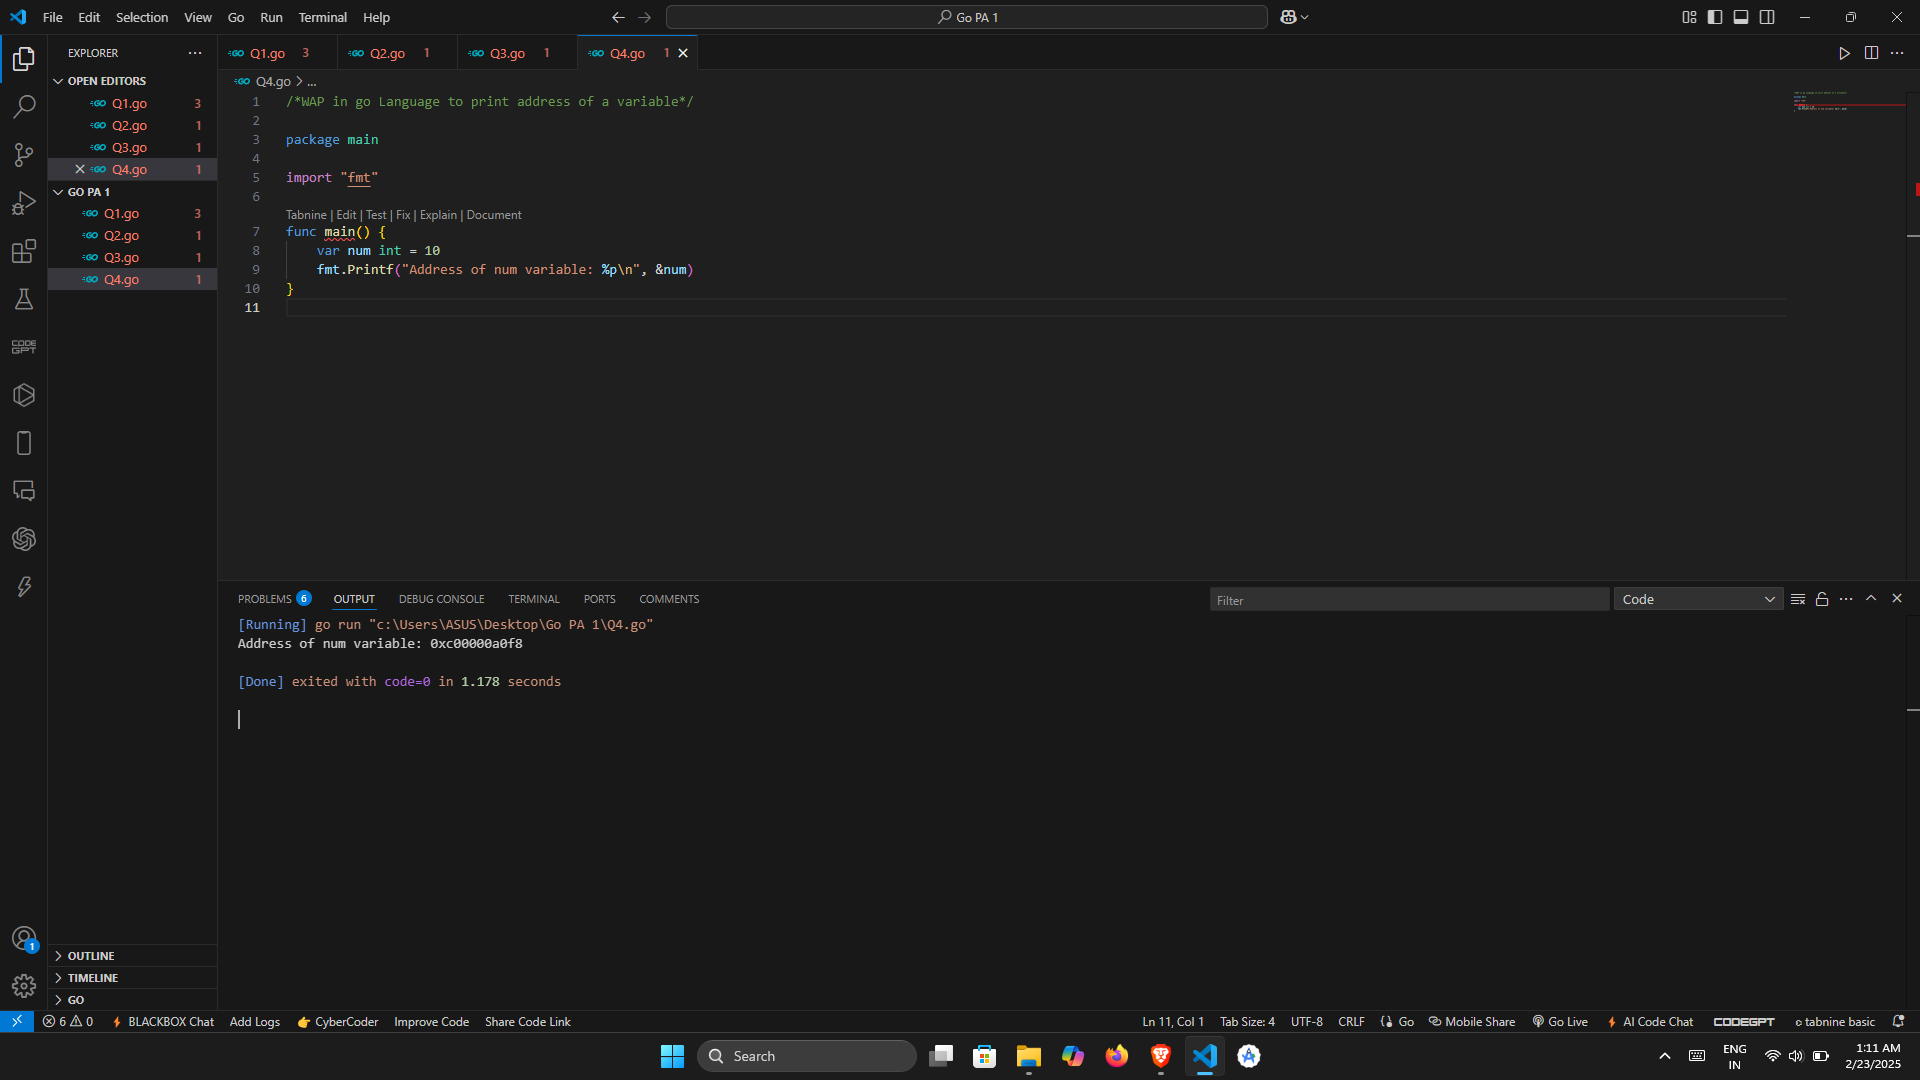 File Edit Selection View Go Run Terminal Help
Go PA 1
EXPLORER
OPEN EDITORS
Q1.go 3
Q2.go 1
Q3.go 1
Q4.go 1
GO PA 1
Q1.go 3
Q2.go 1
Q3.go 1
Q4.go 1
OUTLINE
TIMELINE
GO
CODE
GPT
1
Q1.go 3 Q2.go 1 Q3.go 1 Q4.go 1
Q4.go > ...
1 /*WAP in go Language to print address of a variable*/
2
3 package main
4
5 import "fmt"
6
Tabnine | Edit | Test | Fix | Explain | Document
7 func main() {
8 var num int = 10
9 fmt.Printf("Address of num variable: %p\n", &num)
10 }
11
PROBLEMS 6 OUTPUT DEBUG CONSOLE TERMINAL PORTS COMMENTS Filter Code
[Running] go run "c:\Users\ASUS\Desktop\Go PA 1\Q4.go"
Address of num variable: 0xc00000a0f8
[Done] exited with code=0 in 1.178 seconds
6 0 BLACKBOX Chat Add Logs CyberCoder Improve Code Share Code Link Ln 11, Col 1 Tab Size: 4 UTF-8 CRLF Go Mobile Share Go Live AI Code Chat CODEGPT tabnine basic
Search ENG IN 1:11 AM 2/23/2025